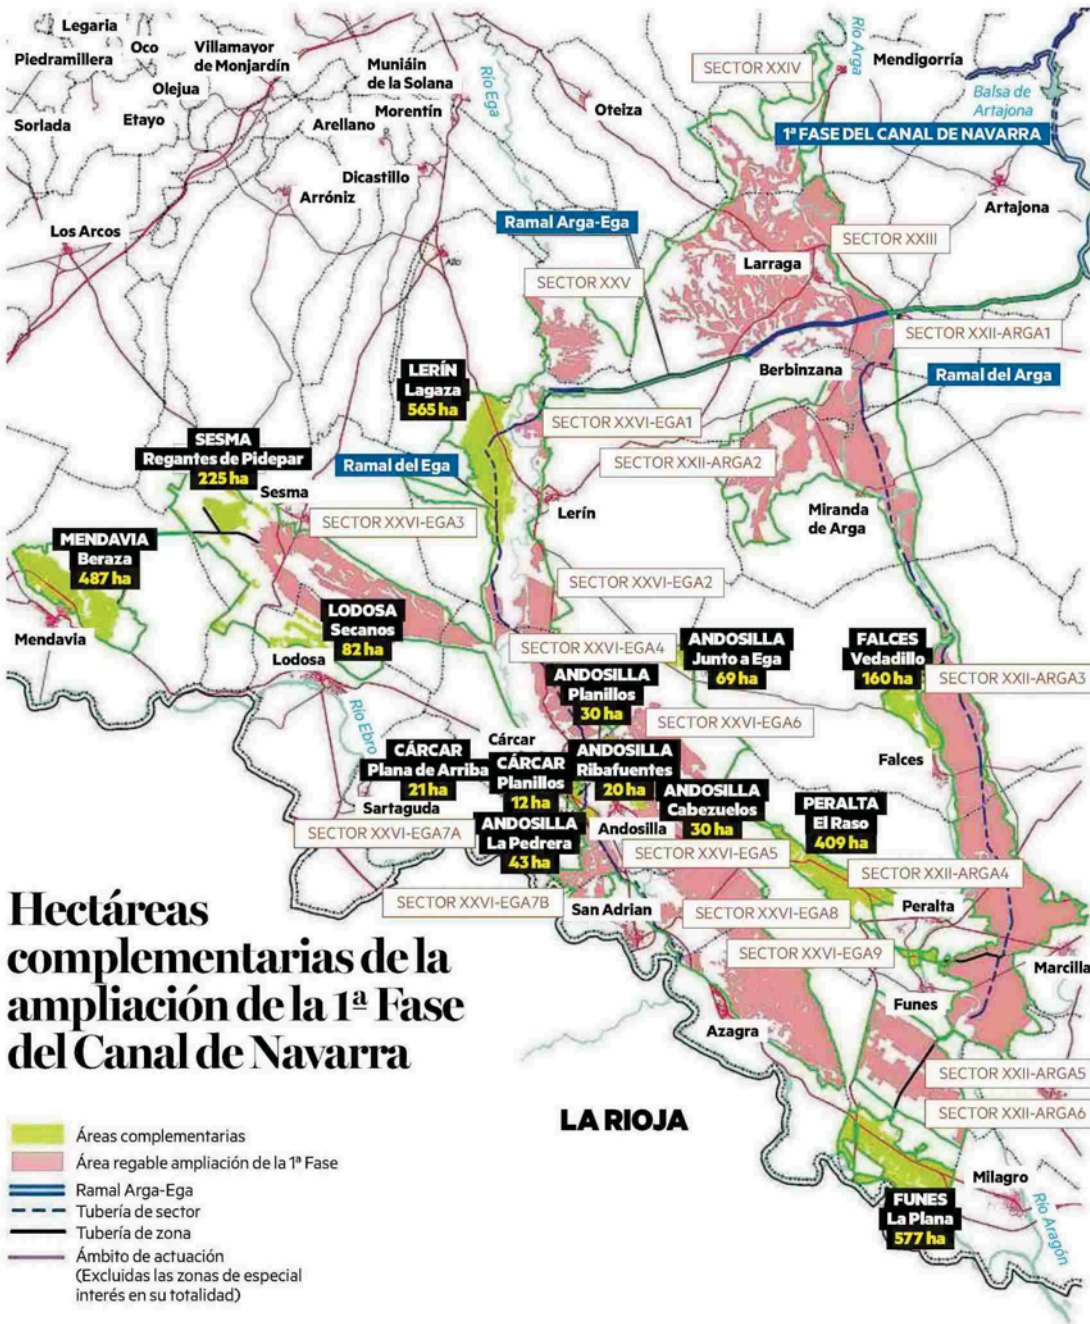 Legaria
Piedramillera
Oco
Villamayor
de Monjardín
Olejua
Sorlada
Etayo
Muniáin
de la Solana
Morentín
Arellano
Dicastillo
Arróniz
Los Arcos
Allo
Río Ega
Oteiza
SECTOR XXIV
Río Arga
Mendigorría
Balsa de
Artajona
1ª FASE DEL CANAL DE NAVARRA
Artajona
Ramal Arga-Ega
SECTOR XXIII
Larraga
SECTOR XXV
SECTOR XXII-ARGA1
Berbinzana
Ramal del Arga
LERÍN
Lagaza
565 ha
SECTOR XXVI-EGA1
SESMA
Regantes de Pidepar
225 ha
Ramal del Ega
SECTOR XXII-ARGA2
Sesma
Lerín
Miranda
de Arga
SECTOR XXVI-EGA3
MENDAVIA
Beraza
487 ha
SECTOR XXVI-EGA2
Mendavia
LODOSA
Secanos
82 ha
Lodosa
SECTOR XXVI-EGA4
ANDOSILLA
Junto a Ega
69 ha
FALCES
Vedadillo
160 ha
ANDOSILLA
Planillos
30 ha
SECTOR XXII-ARGA3
Río Ebro
SECTOR XXVI-EGA6
Cárcar
Falces
CÁRCAR
Plana de Arriba
21 ha
CÁRCAR
Planillos
12 ha
ANDOSILLA
Ribafuentes
20 ha
ANDOSILLA
Cabezuelos
30 ha
PERALTA
El Raso
409 ha
Sartaguda
SECTOR XXVI-EGA7A
ANDOSILLA
La Pedrera
43 ha
Andosilla
SECTOR XXVI-EGA5
SECTOR XXII-ARGA4
SECTOR XXVI-EGA7B
San Adrian
SECTOR XXVI-EGA8
Peralta
SECTOR XXVI-EGA9
Marcilla
Funes
Azagra
SECTOR XXII-ARGA5
SECTOR XXII-ARGA6
LA RIOJA
Milagro
FUNES
La Plana
577 ha
Río Aragón
Hectáreas
complementarias de la
ampliación de la 1ª Fase
del Canal de Navarra
Áreas complementarias
Área regable ampliación de la 1ª Fase
Ramal Arga-Ega
Tubería de sector
Tubería de zona
Ámbito de actuación
(Excluidas las zonas de especial
interés en su totalidad)